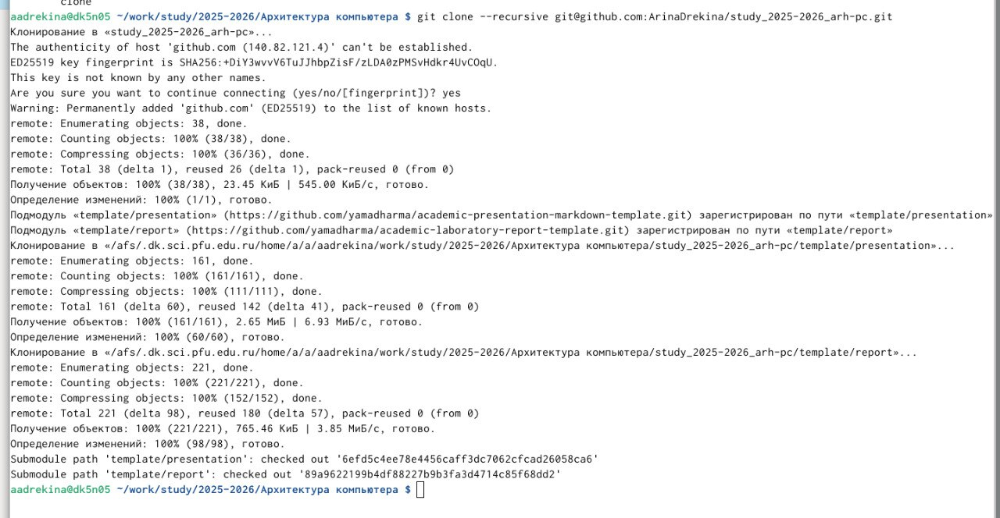 clone
aadrekina@dk5n05 ~/work/study/2025-2026/Архитектура компьютера $ git clone --recursive git@github.com:ArinaDrekina/study_2025-2026_arh-pc.git
Клонирование в «study_2025-2026_arh-pc»...
The authenticity of host 'github.com (140.82.121.4)' can't be established.
ED25519 key fingerprint is SHA256:+DiY3wvvV6TuJJhbpZisF/zLDA0zPMSvHdkr4UvCOqU.
This key is not known by any other names.
Are you sure you want to continue connecting (yes/no/[fingerprint])? yes
Warning: Permanently added 'github.com' (ED25519) to the list of known hosts.
remote: Enumerating objects: 38, done.
remote: Counting objects: 100% (38/38), done.
remote: Compressing objects: 100% (36/36), done.
remote: Total 38 (delta 1), reused 26 (delta 1), pack-reused 0 (from 0)
Получение объектов: 100% (38/38), 23.45 КиБ | 545.00 КиБ/с, готово.
Определение изменений: 100% (1/1), готово.
Подмодуль «template/presentation» (https://github.com/yamadharma/academic-presentation-markdown-template.git) зарегистрирован по пути «template/presentation»
Подмодуль «template/report» (https://github.com/yamadharma/academic-laboratory-report-template.git) зарегистрирован по пути «template/report»
Клонирование в «/afs/.dk.sci.pfu.edu.ru/home/a/a/aadrekina/work/study/2025-2026/Архитектура компьютера/study_2025-2026_arh-pc/template/presentation»...
remote: Enumerating objects: 161, done.
remote: Counting objects: 100% (161/161), done.
remote: Compressing objects: 100% (111/111), done.
remote: Total 161 (delta 60), reused 142 (delta 41), pack-reused 0 (from 0)
Получение объектов: 100% (161/161), 2.65 МиБ | 6.93 МиБ/с, готово.
Определение изменений: 100% (60/60), готово.
Клонирование в «/afs/.dk.sci.pfu.edu.ru/home/a/a/aadrekina/work/study/2025-2026/Архитектура компьютера/study_2025-2026_arh-pc/template/report»...
remote: Enumerating objects: 221, done.
remote: Counting objects: 100% (221/221), done.
remote: Compressing objects: 100% (152/152), done.
remote: Total 221 (delta 98), reused 180 (delta 57), pack-reused 0 (from 0)
Получение объектов: 100% (221/221), 765.46 КиБ | 3.85 МиБ/с, готово.
Определение изменений: 100% (98/98), готово.
Submodule path 'template/presentation': checked out '6efd5c4ee78e4456caff3dc7062cfcad26058ca6'
Submodule path 'template/report': checked out '89a9622199b4df88227b9b3fa3d4714c85f68dd2'
aadrekina@dk5n05 ~/work/study/2025-2026/Архитектура компьютера $